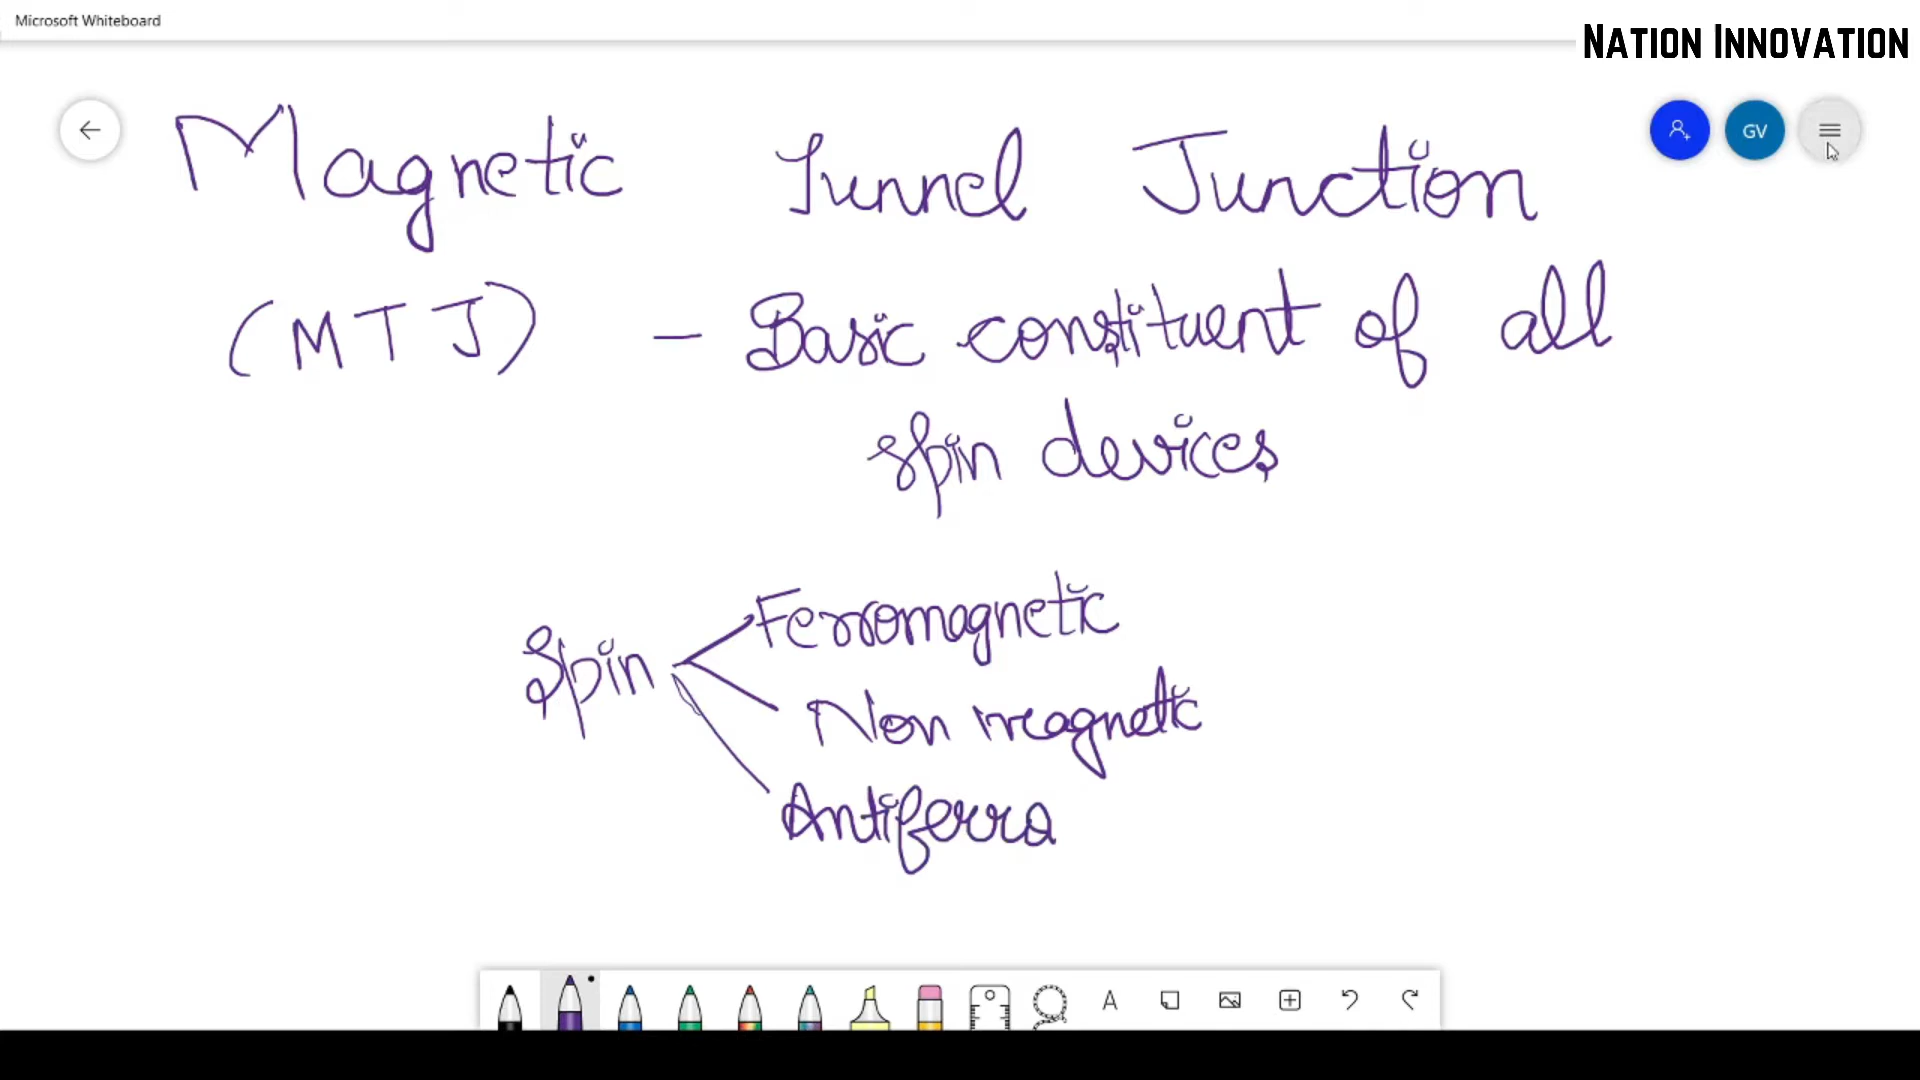 Microsoft Whiteboard
NATION INNOVATION
GV
Magnetic Tunnel Junction
(MTJ) - Basic constituent of all
spin devices
Spin
Ferromagnetic
Non magnetic
Antiferro
A